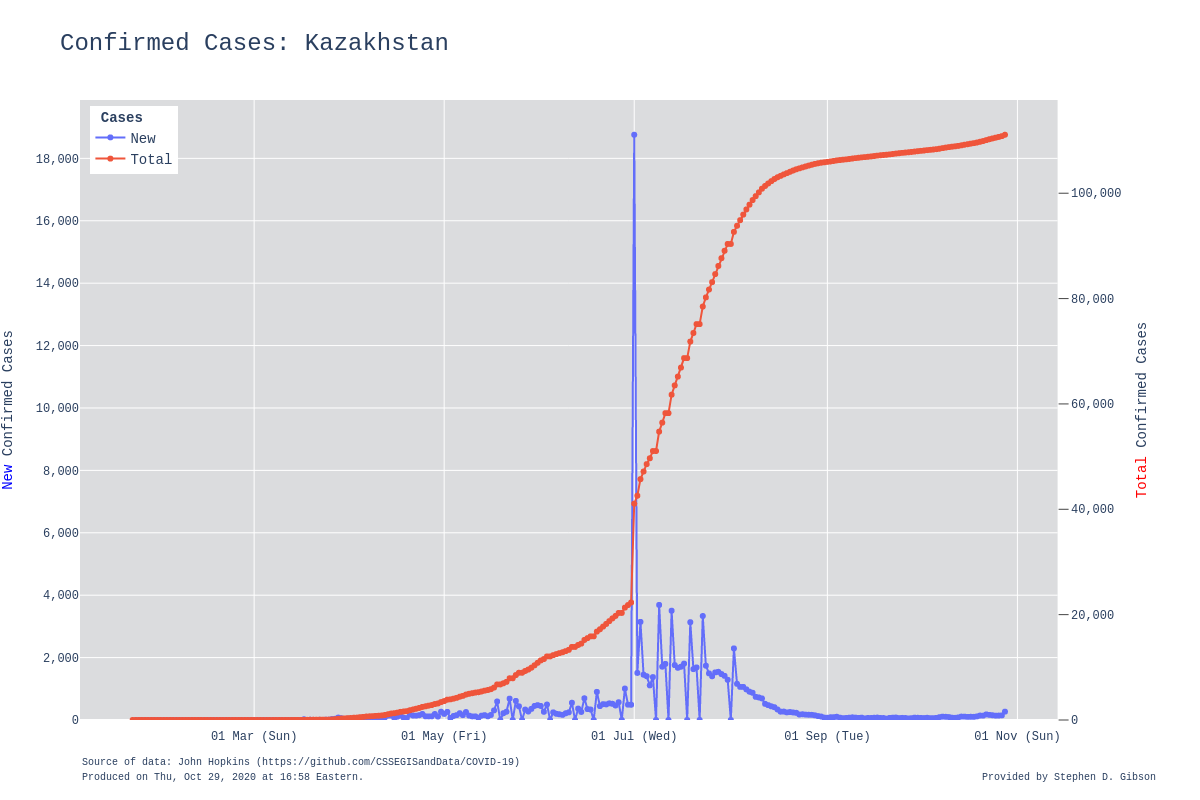 Confirmed Cases: Kazakhstan
Cases
New
Total
18,000
16,000
14,000
12,000
10,000
8,000
6,000
4,000
2,000
0
New Confirmed Cases
100,000
80,000
60,000
40,000
20,000
0
Total Confirmed Cases
01 Mar (Sun)
01 May (Fri)
01 Jul (Wed)
01 Sep (Tue)
01 Nov (Sun)
Source of data: John Hopkins (https://github.com/CSSEGISandData/COVID-19)
Produced on Thu, Oct 29, 2020 at 16:58 Eastern.
Provided by Stephen D. Gibson